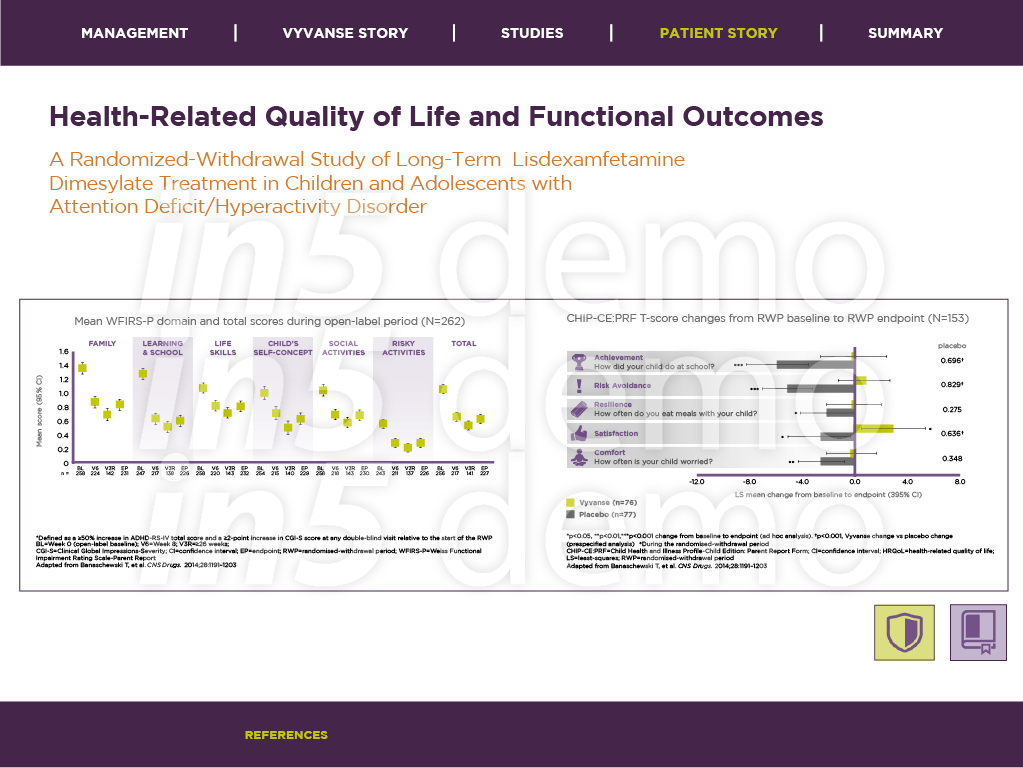 MANAGEMENT | VYVANSE STORY | STUDIES | PATIENT STORY | SUMMARY
Health-Related Quality of Life and Functional Outcomes
A Randomized-Withdrawal Study of Long-Term Lisdexamfetamine
Dimesylate Treatment in Children and Adolescents with
Attention Deficit/Hyperactivity Disorder
in5 demo
in5 demo
in5 demo
Mean WFIRS-P domain and total scores during open-label period (N=262)
FAMILY LEARNING & SCHOOL LIFE SKILLS CHILD'S SELF-CONCEPT SOCIAL ACTIVITIES RISKY ACTIVITIES TOTAL
Mean score (95% CI)
1.6
1.4
1.2
1.0
0.8
0.6
0.4
0.2
0
BL V6 V3R EP BL V6 V3R EP BL V6 V3R EP BL V6 V3R EP BL V6 V3R EP BL V6 V3R EP BL V6 V3R EP
n = 258 224 142 231 247 217 138 226 258 220 143 232 254 215 140 229 258 218 143 230 243 211 137 226 256 217 141 227
*Defined as a ≥50% increase in ADHD-RS-IV total score and a ≥2-point increase in CGI-S score at any double-blind visit relative to the start of the RWP
BL=Week 0 (open-label baseline); V6=Week 8; V3R=≥26 weeks;
CGI-S=Clinical Global Impressions-Severity; CI=confidence interval; EP=endpoint; RWP=randomised-withdrawal period; WFIRS-P=Weiss Functional
Impairment Rating Scale-Parent Report
Adapted from Banaschewski T, et al. CNS Drugs. 2014;28:1191-1203
CHIP-CE:PRF T-score changes from RWP baseline to RWP endpoint (N=153)
placebo
Achievement
How did your child do at school?
*** 0.696†
Risk Avoidance
*** 0.829†
Resilience
How often do you eat meals with your child?
* 0.275
Satisfaction
* * 0.636†
Comfort
How often is your child worried?
** 0.348
-12.0 -8.0 -4.0 0.0 4.0 8.0
LS mean change from baseline to endpoint (395% CI)
Vyvanse (n=76)
Placebo (n=77)
*p<0.05, **p<0.01,***p<0.001 change from baseline to endpoint (ad hoc analysis). †p<0.001, Vyvanse change vs placebo change
(prespecified analysis) *During the randomised-withdrawal period
CHIP-CE:PRF=Child Health and Illness Profile-Child Edition: Parent Report Form; CI=confidence interval; HRQoL=health-related quality of life;
LS=least-squares; RWP=randomised-withdrawal period
Adapted from Banaschewski T, et al. CNS Drugs. 2014;28:1191-1203
REFERENCES